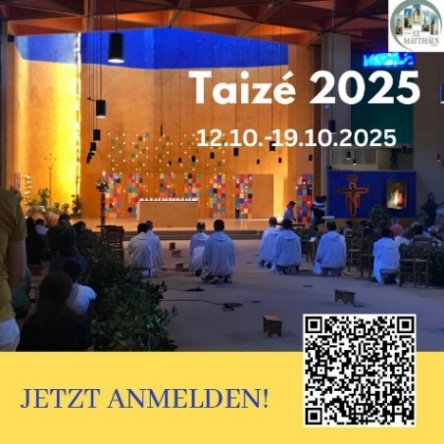 ST.
MATTHÄUS
Taizé 2025
12.10.-19.10.2025
JETZT ANMELDEN!